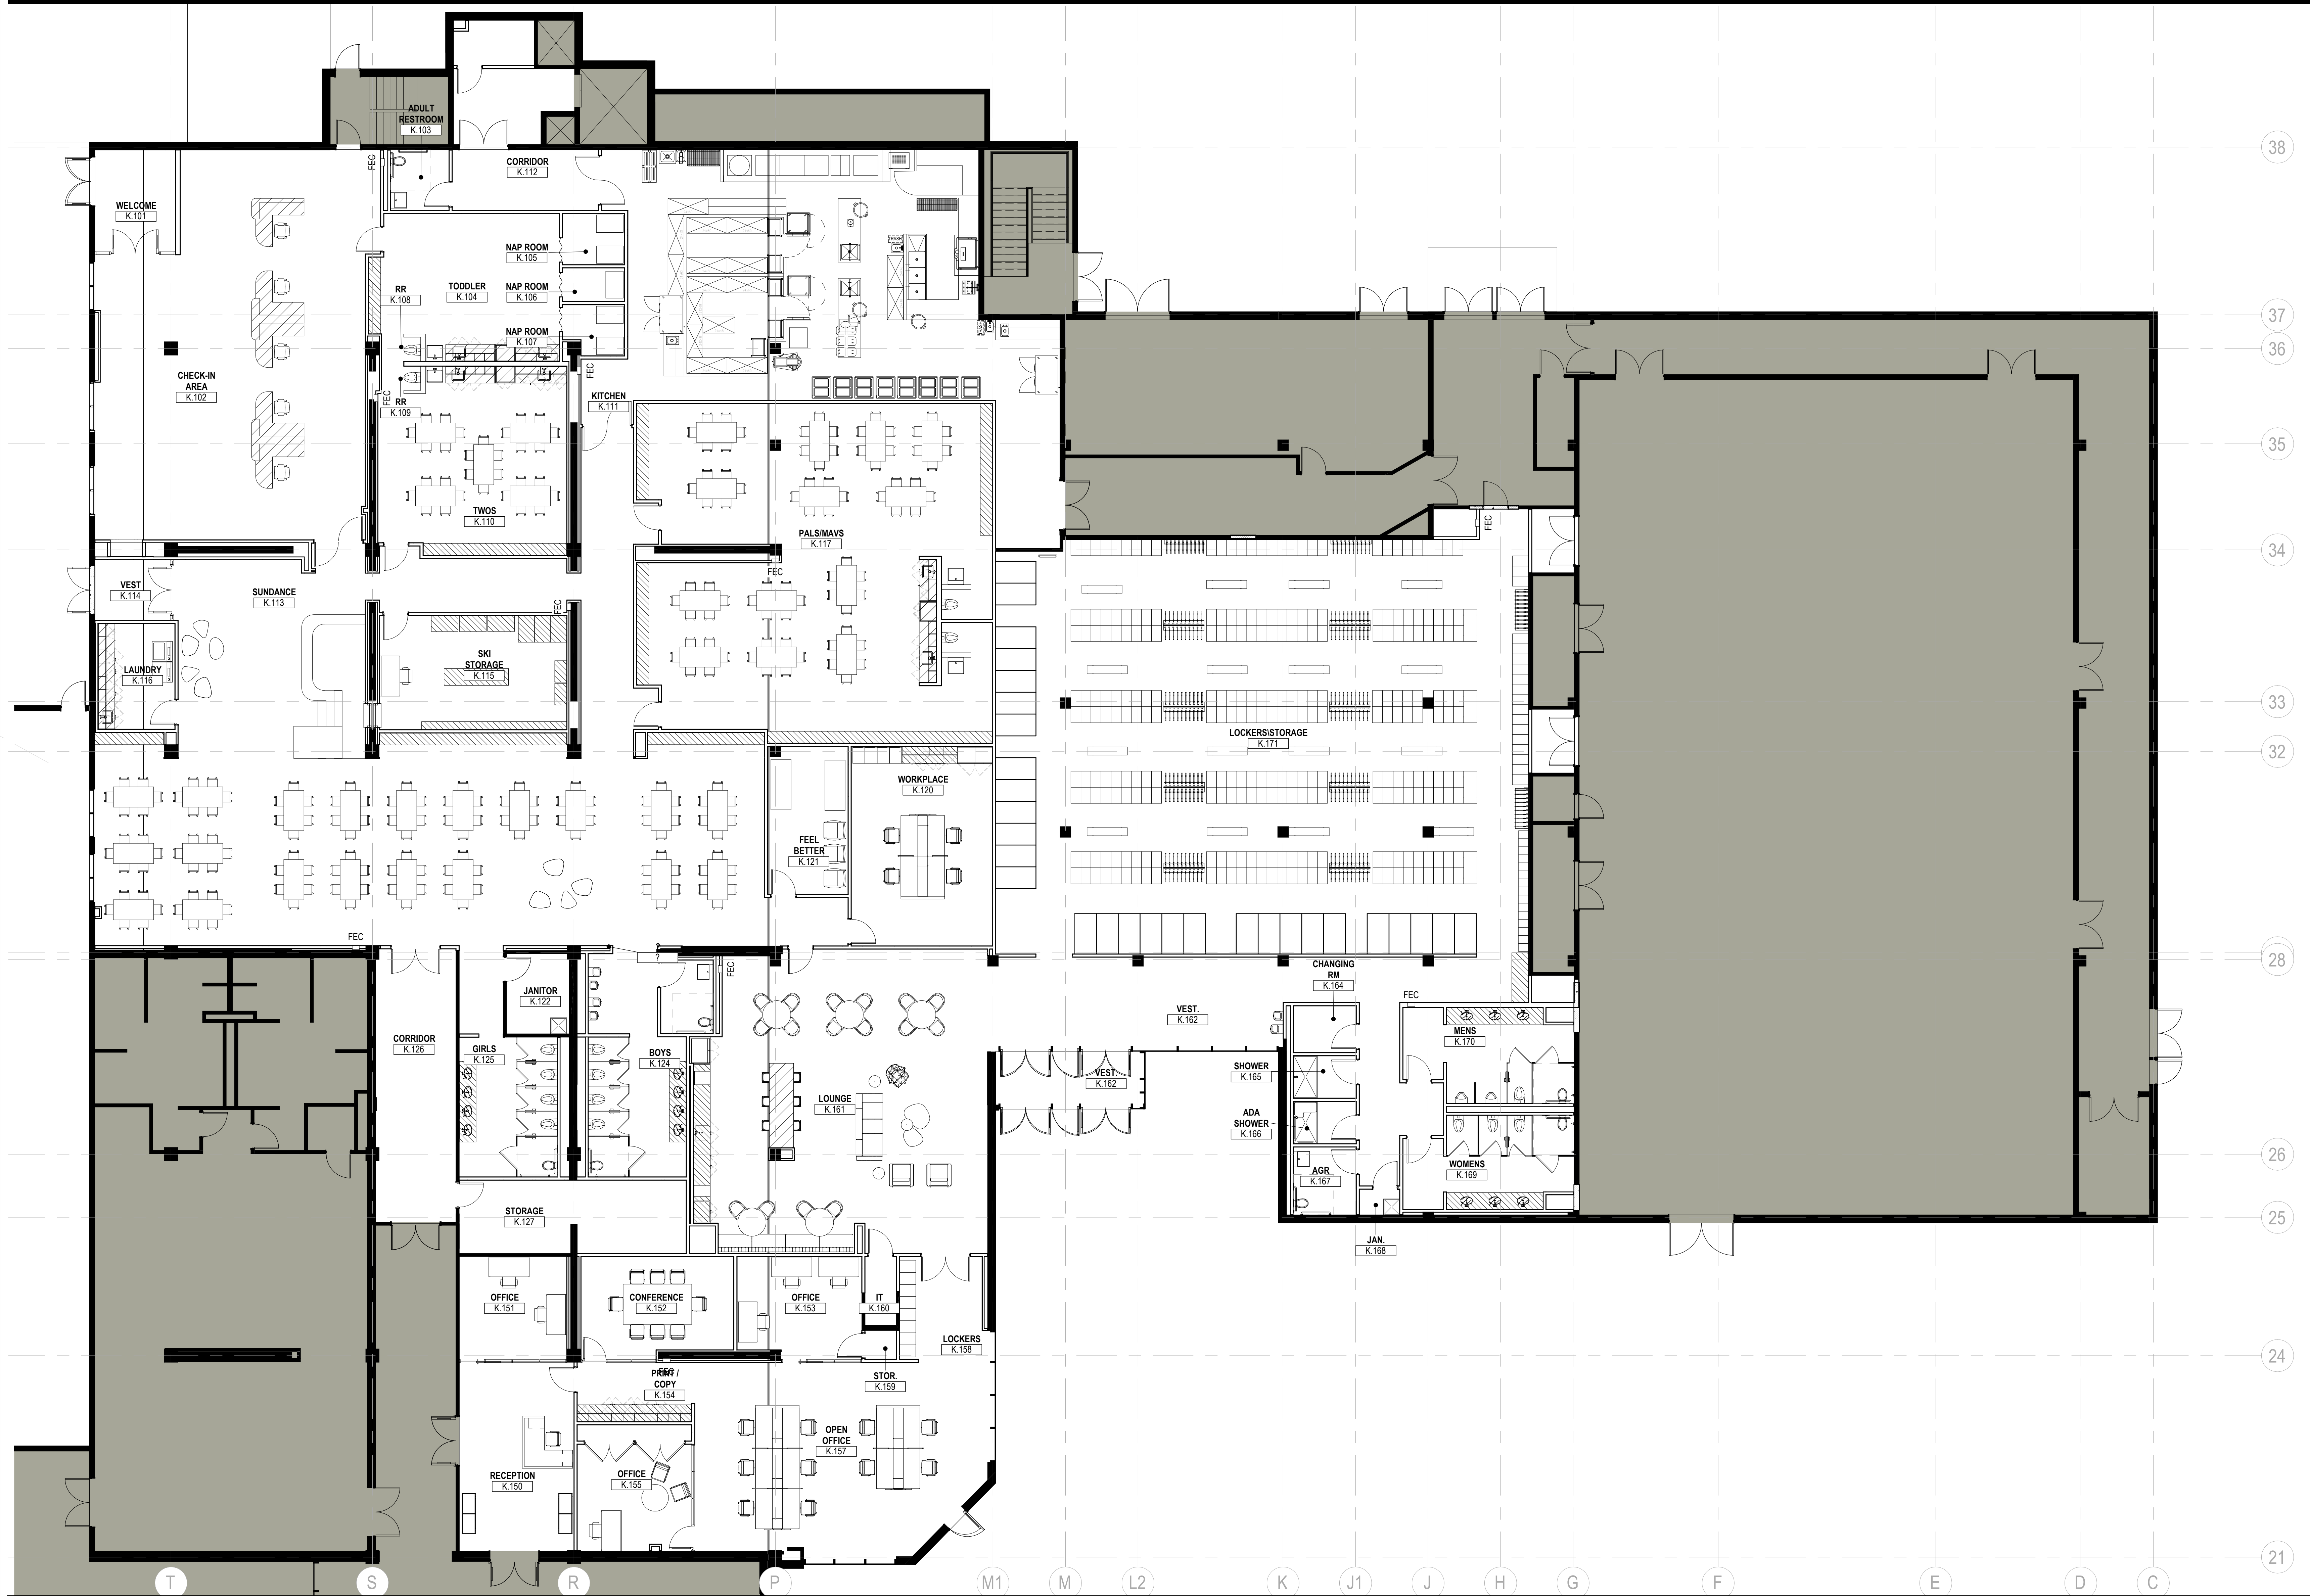 ADULT
RESTROOM
K.103
38
FEC
CORRIDOR
K.112
WELCOME
K.101
NAP ROOM
K.105
RR
K.108
TODDLER
K.104
NAP ROOM
K.106
37
NAP ROOM
K.107
36
CHECK-IN
AREA
K.102
FEC
FEC
RR
K.109
KITCHEN
K.111
35
TWOS
K.110
FEC
PALS/MAVS
K.117
34
FEC
VEST
K.114
SUNDANCE
K.113
FEC
SKI
STORAGE
K.115
LAUNDRY
K.116
33
LOCKERS\STORAGE
K.171
32
WORKPLACE
K.120
FEEL
BETTER
K.121
FEC
?
?
28
FEC
CHANGING
RM
K.164
JANITOR
K.122
FEC
VEST.
K.162
MENS
K.170
CORRIDOR
K.126
GIRLS
K.125
BOYS
K.124
SHOWER
K.165
VEST.
K.162
LOUNGE
K.161
ADA
SHOWER
K.166
26
AGR
K.167
WOMENS
K.169
STORAGE
K.127
25
JAN.
K.168
OFFICE
K.151
CONFERENCE
K.152
OFFICE
K.153
IT
K.160
LOCKERS
K.158
24
FEC
PRINT /
COPY
K.154
STOR.
K.159
OPEN
OFFICE
K.157
RECEPTION
K.150
OFFICE
K.155
21
T
S
R
P
M1
M
L2
K
J1
J
H
G
F
E
D
C